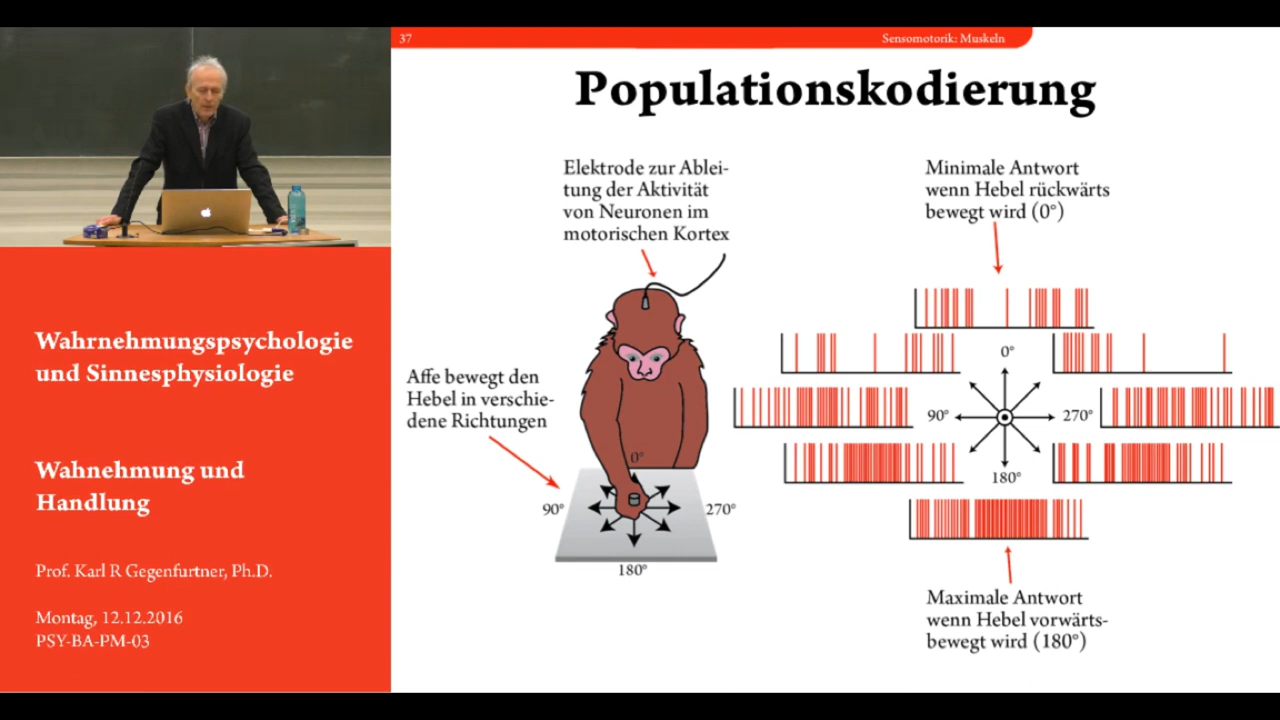 37
Sensomotorik: Muskeln
Populationskodierung
Elektrode zur Ablei-
tung der Aktivität
von Neuronen im
motorischen Kortex
Minimale Antwort
wenn Hebel rückwärts
bewegt wird (0°)
Affe bewegt den
Hebel in verschie-
dene Richtungen
0°
90°
270°
180°
0°
90°
270°
180°
Maximale Antwort
wenn Hebel vorwärts-
bewegt wird (180°)
Wahrnehmungspsychologie
und Sinnesphysiologie
Wahnehmung und
Handlung
Prof. Karl R Gegenfurtner, Ph.D.
Montag, 12.12.2016
PSY-BA-PM-03